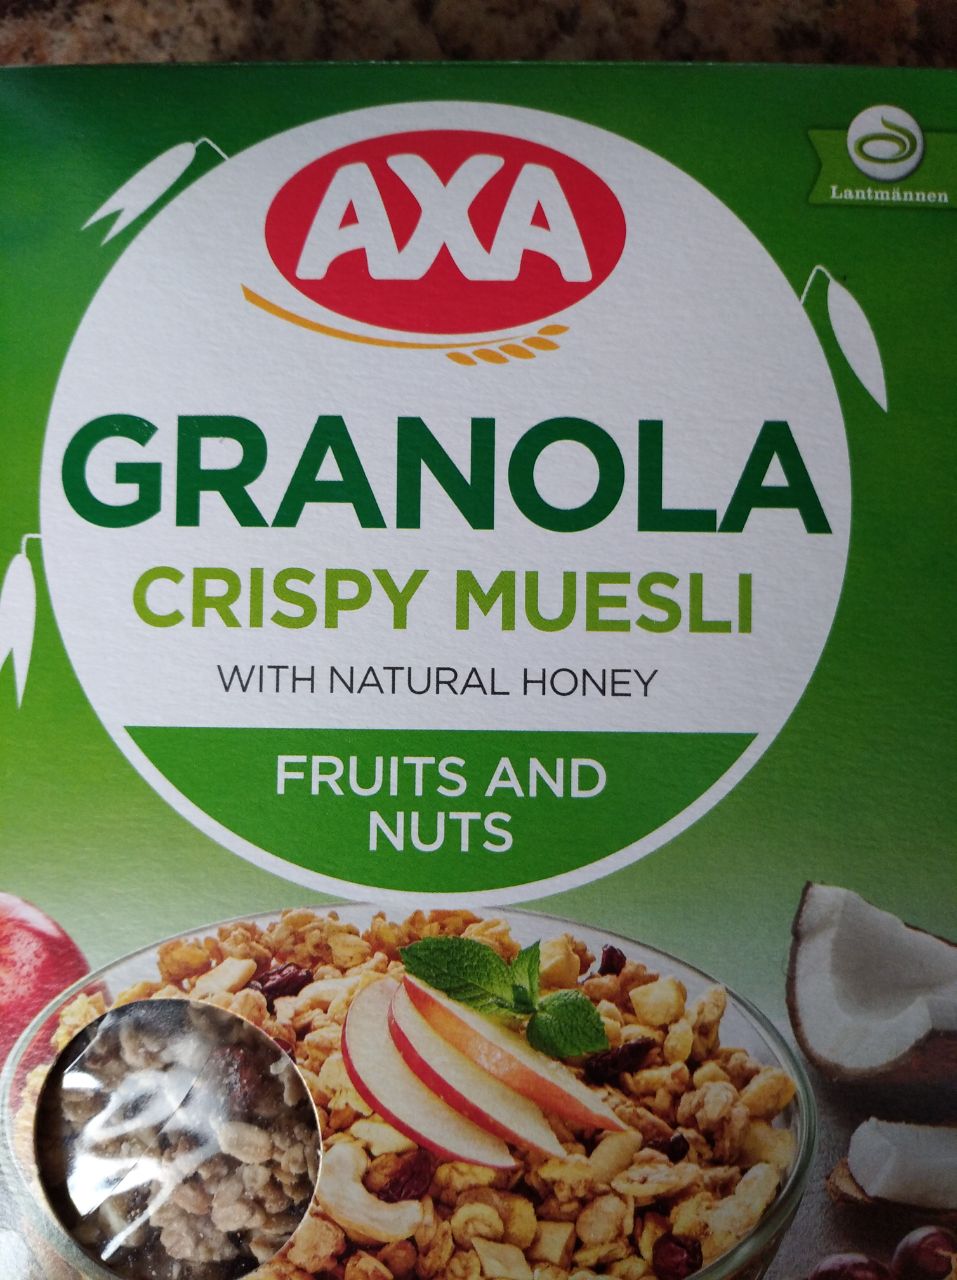 AXA
Lantmännen
GRANOLA
CRISPY MUESLI
WITH NATURAL HONEY
FRUITS AND
NUTS